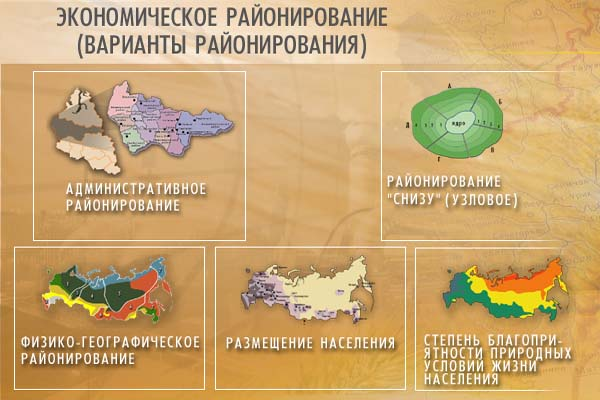 ЭКОНОМИЧЕСКОЕ РАЙОНИРОВАНИЕ
(ВАРИАНТЫ РАЙОНИРОВАНИЯ)
АДМИНИСТРАТИВНОЕ
РАЙОНИРОВАНИЕ
А
Б
Д
ядро
Г
В
РАЙОНИРОВАНИЕ
"СНИЗУ" (УЗЛОВОЕ)
ФИЗИКО-ГЕОГРАФИЧЕСКОЕ
РАЙОНИРОВАНИЕ
РАЗМЕЩЕНИЕ НАСЕЛЕНИЯ
СТЕПЕНЬ БЛАГОПРИ-
ЯТНОСТИ ПРИРОДНЫХ
УСЛОВИЙ ЖИЗНИ
НАСЕЛЕНИЯ